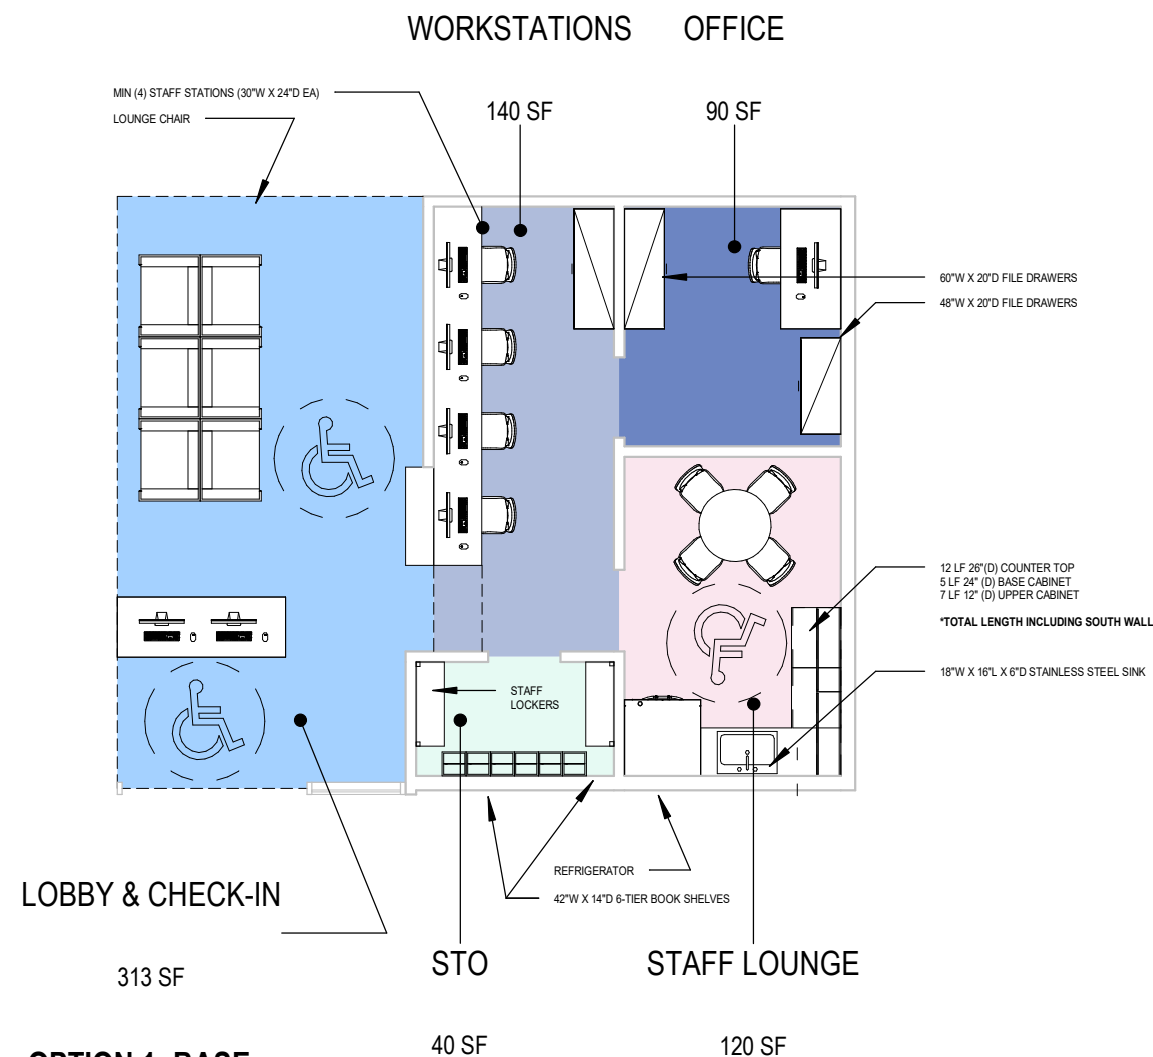 WORKSTATIONS OFFICE
MIN (4) STAFF STATIONS (30"W X 24"D EA)
LOUNGE CHAIR
140 SF
90 SF
60"W X 20"D FILE DRAWERS
48"W X 20"D FILE DRAWERS
12 LF 26"(D) COUNTER TOP
5 LF 24" (D) BASE CABINET
7 LF 12" (D) UPPER CABINET
*TOTAL LENGTH INCLUDING SOUTH WALL
18"W X 16"L X 6"D STAINLESS STEEL SINK
STAFF
LOCKERS
REFRIGERATOR
42"W X 14"D 6-TIER BOOK SHELVES
LOBBY & CHECK-IN
313 SF
STO
STAFF LOUNGE
40 SF
120 SF
OPTION 1- BASE